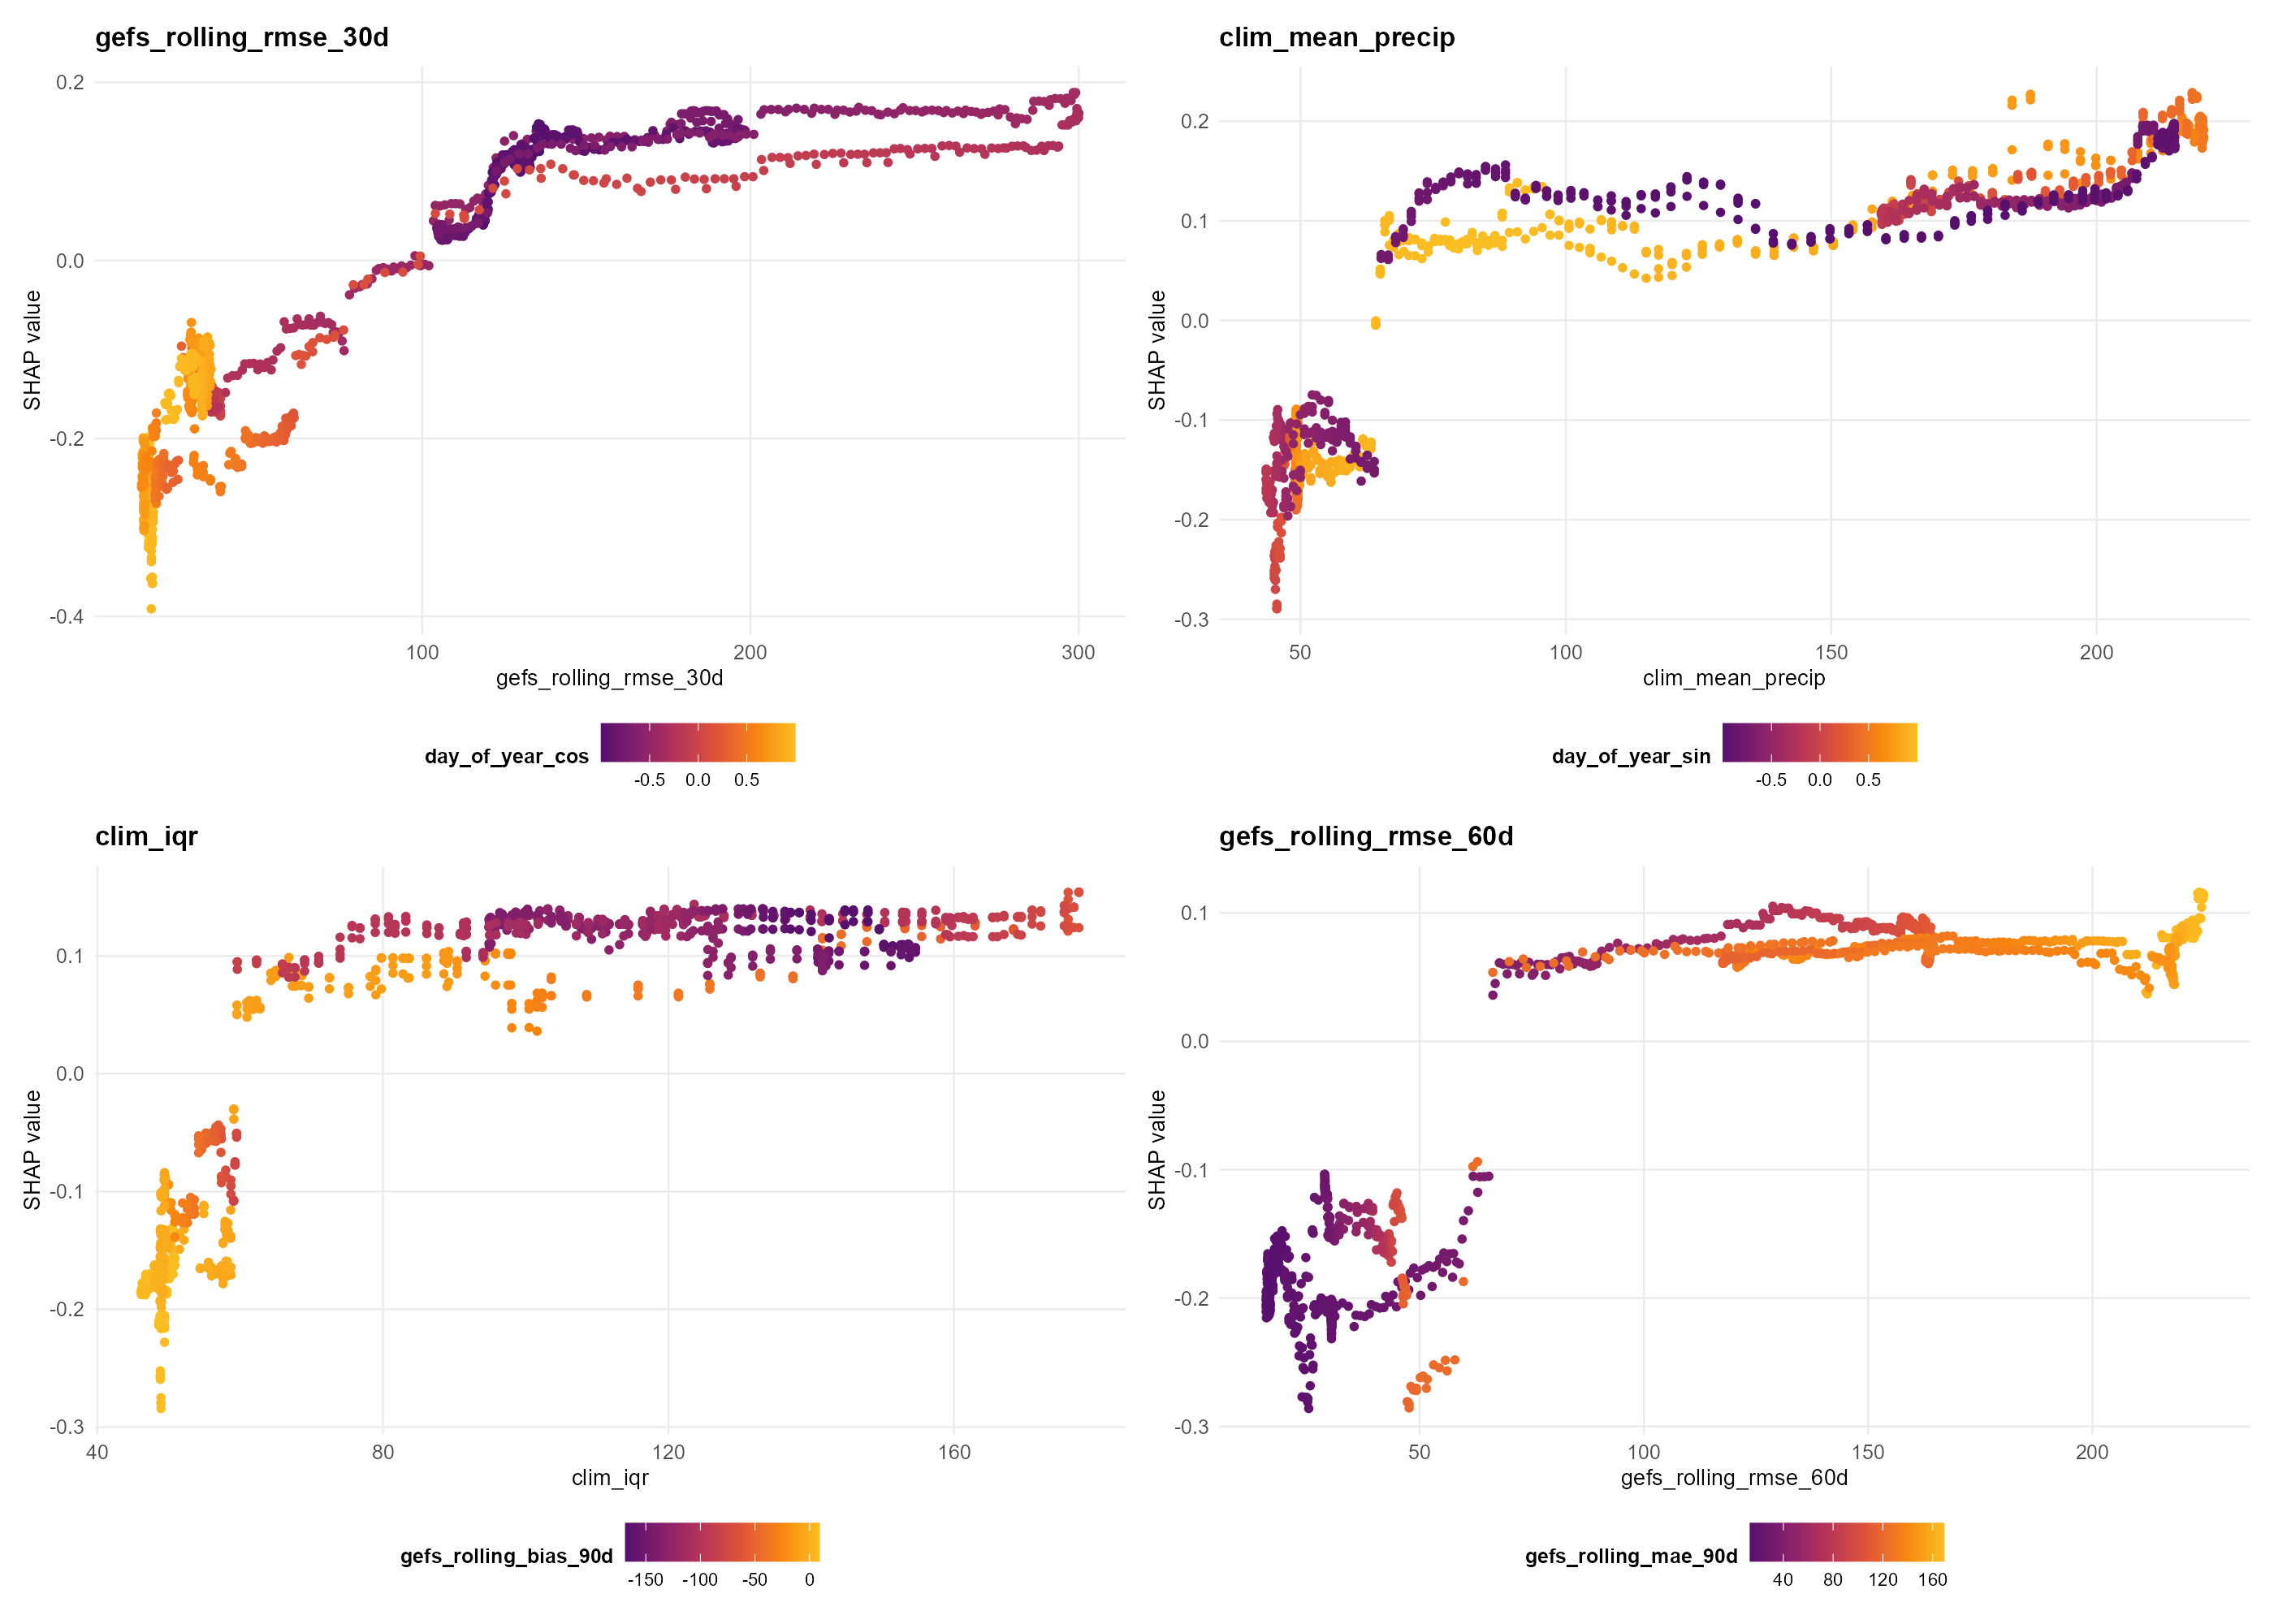 gefs_rolling_rmse_30d
0.2
0.0
-0.2
-0.4
SHAP value
100 200 300
gefs_rolling_rmse_30d
day_of_year_cos
-0.5 0.0 0.5
clim_mean_precip
0.2
0.1
0.0
-0.1
-0.2
-0.3
SHAP value
50 100 150 200
clim_mean_precip
day_of_year_sin
-0.5 0.0 0.5
clim_iqr
0.1
0.0
-0.1
-0.2
-0.3
SHAP value
40 80 120 160
clim_iqr
gefs_rolling_bias_90d
-150 -100 -50 0
gefs_rolling_rmse_60d
0.1
0.0
-0.1
-0.2
-0.3
SHAP value
50 100 150 200
gefs_rolling_rmse_60d
gefs_rolling_mae_90d
40 80 120 160